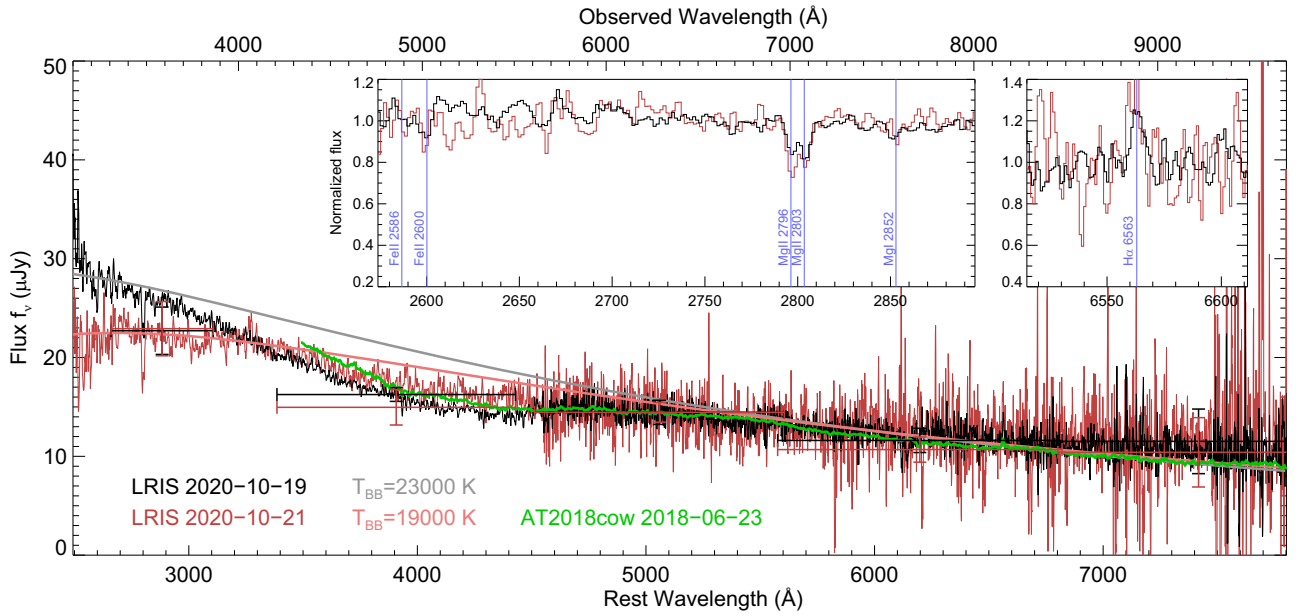 Observed Wavelength (Å)
4000 5000 6000 7000 8000 9000
50
40
30
20
10
0
Flux fν (μJy)
1.2
1.0
0.8
0.6
0.4
0.2
Normalized flux
FeII 2586
FeII 2600
MgII 2796
MgII 2803
MgI 2852
2600 2650 2700 2750 2800 2850
1.4
1.2
1.0
0.8
0.6
0.4
Hα 6563
6550 6600
LRIS 2020−10−19 TBB=23000 K
LRIS 2020−10−21 TBB=19000 K AT2018cow 2018−06−23
3000 4000 5000 6000 7000
Rest Wavelength (Å)